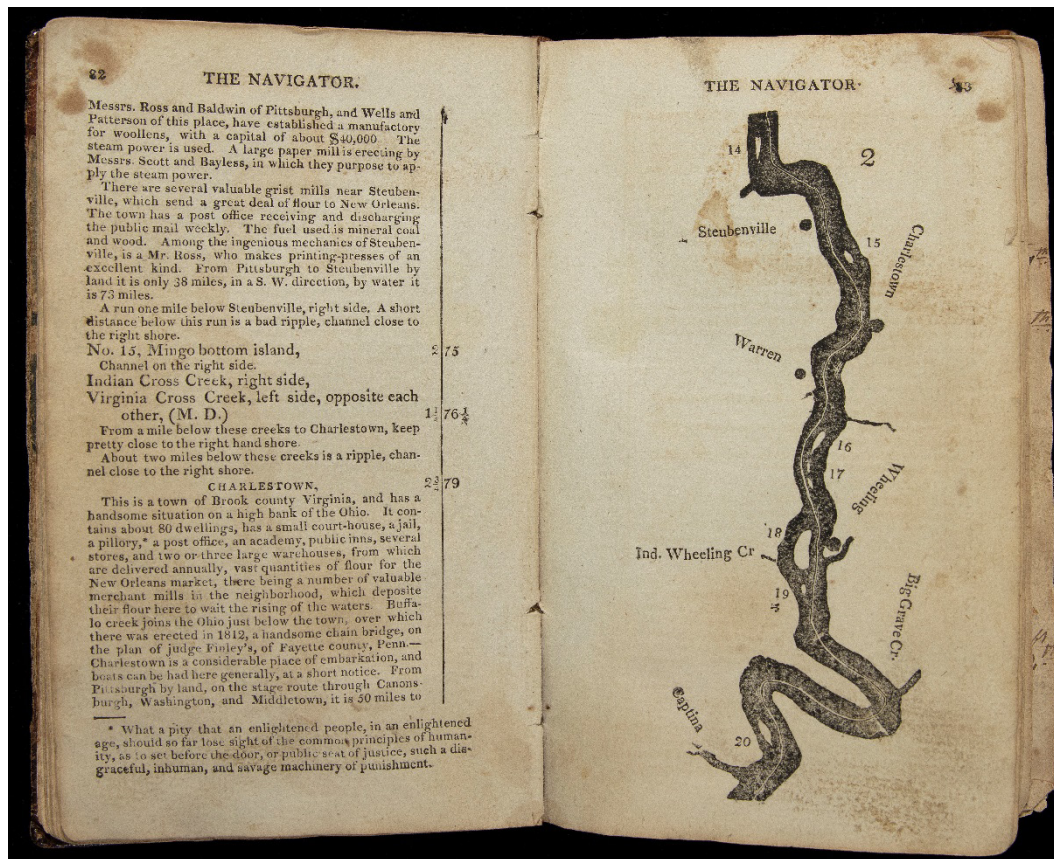 82
THE NAVIGATOR.
Messrs. Ross and Baldwin of Pittsburgh, and Wells and
Patterson of this place, have established a manufactory
for woollens, with a capital of about $40,000. The
steam power is used. A large paper mill is erecting by
Messrs. Scott and Bayless, in which they purpose to ap-
ply the steam power.
There are several valuable grist mills near Steuben-
ville, which send a great deal of flour to New Orleans.
The town has a post office receiving and discharging
the public mail weekly. The fuel used is mineral coal
and wood. Among the ingenious mechanics of Steuben-
ville, is a Mr. Ross, who makes printing-presses of an
excellent kind. From Pittsburgh to Steubenville by
land it is only 38 miles, in a S. W. direction, by water it
is 73 miles.
A run one mile below Steubenville, right side. A short
distance below this run is a bad ripple, channel close to
the right shore.
No. 15, Mingo bottom island, 2 75
Channel on the right side.
Indian Cross Creek, right side,
Virginia Cross Creek, left side, opposite each
other, (M. D.) 1½ 76½
From a mile below these creeks to Charlestown, keep
pretty close to the right hand shore.
About two miles below these creeks is a ripple, chan-
nel close to the right shore.
CHARLESTOWN, 79
This is a town of Brook county Virginia, and has a
handsome situation on a high bank of the Ohio. It con-
tains about 80 dwellings, has a small court-house, a jail,
a pillory,* a post office, an academy, public inns, several
stores, and two or three large warehouses, from which
are delivered annually, vast quantities of flour for the
New Orleans market, there being a number of valuable
merchant mills in the neighborhood, which deposite
their flour here to wait the rising of the waters. Buffa-
lo creek joins the Ohio just below the town, over which
there was erected in 1812, a handsome chain bridge, on
the plan of judge Finley's, of Fayette county, Penn.—
Charlestown is a considerable place of embarkation, and
boats can be had here generally, at a short notice. From
Pittsburgh by land, on the stage route through Canons-
burgh, Washington, and Middletown, it is 50 miles to
* What a pity that an enlightened people, in an enlightened
age, should so far lose sight of the common principles of human-
ity, as to set before the door, or public seat of justice, such a dis-
graceful, inhuman, and savage machinery of punishment.
THE NAVIGATOR.
83
14
2
Steubenville
15
Charlestown
Warren
16
17
Wheeling
18
Ind. Wheeling Cr
19
Big Grave Cr.
Captina
20